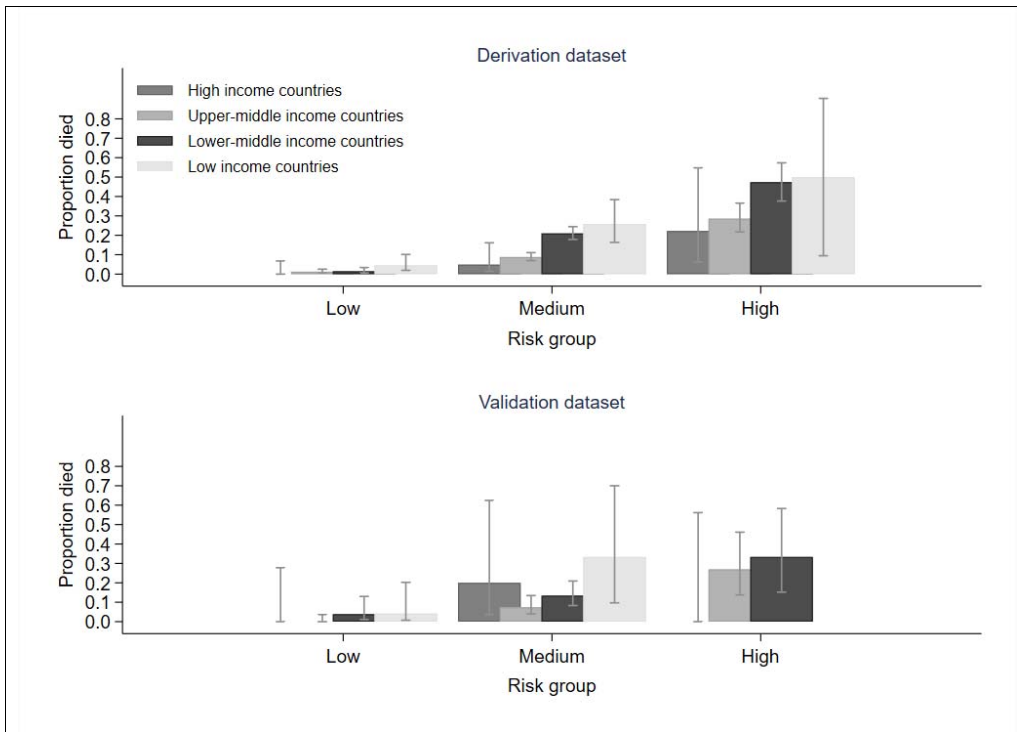 Derivation dataset
High income countries
Upper-middle income countries
Lower-middle income countries
Low income countries
Proportion died
0.8
0.7
0.6
0.5
0.4
0.3
0.2
0.1
0.0
Low Medium High
Risk group
Validation dataset
Proportion died
0.8
0.7
0.6
0.5
0.4
0.3
0.2
0.1
0.0
Low Medium High
Risk group